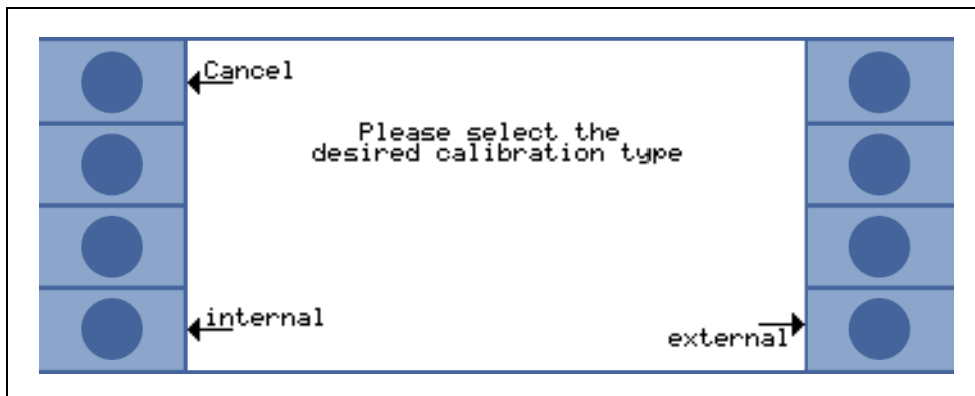 Cancel
Please select the
desired calibration type
internal
external